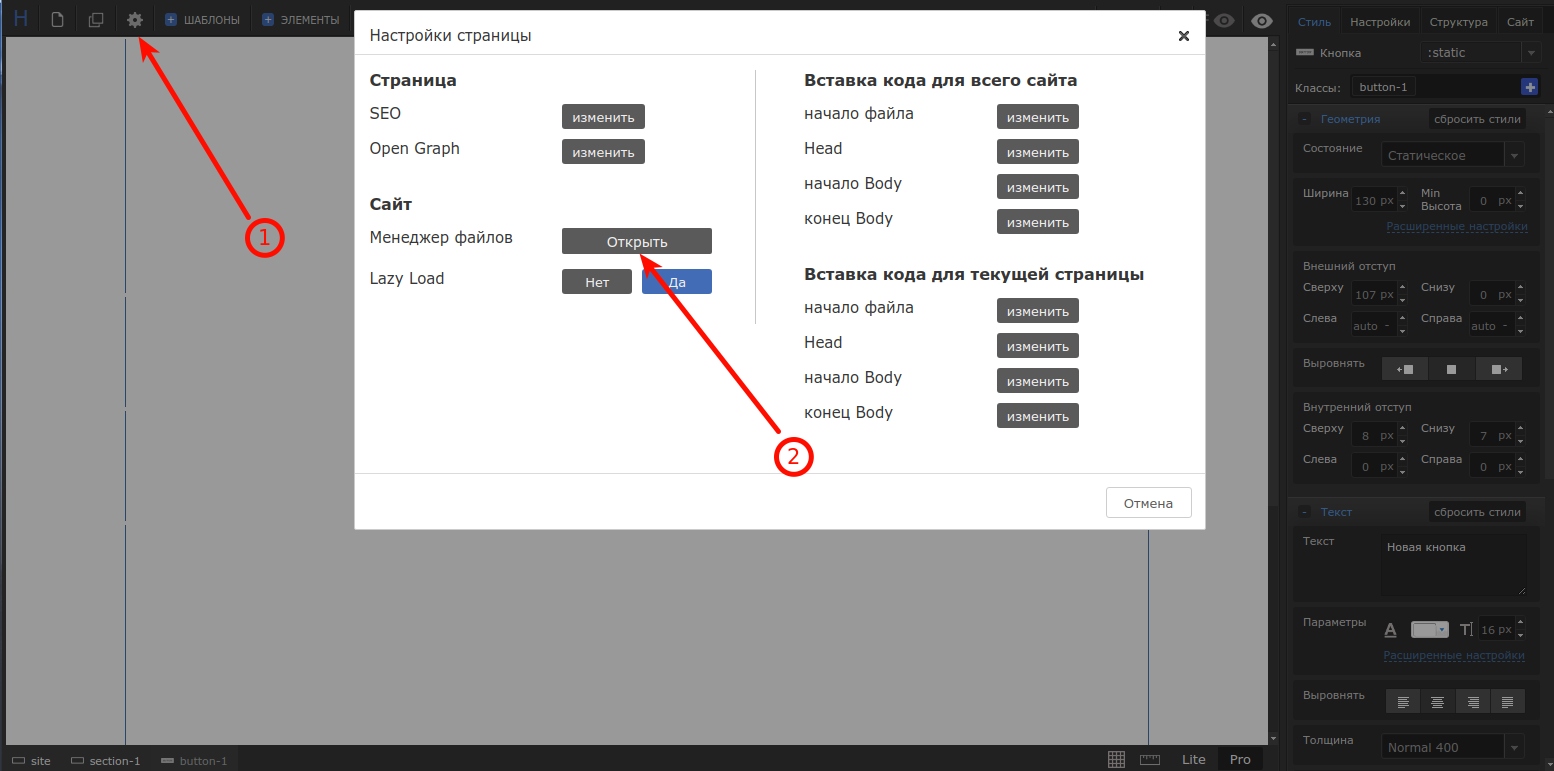 H
ШАБЛОНЫ
ЭЛЕМЕНТЫ
Настройки страницы
Страница
SEO
изменить
Open Graph
изменить
Сайт
Менеджер файлов
Открыть
Lazy Load
Нет
Да
Вставка кода для всего сайта
начало файла
изменить
Head
изменить
начало Body
изменить
конец Body
изменить
Вставка кода для текущей страницы
начало файла
изменить
Head
изменить
начало Body
изменить
конец Body
изменить
Отмена
1
2
Стиль
Настройки
Структура
Сайт
Кнопка
:static
Классы:
button-1
Геометрия
сбросить стили
Состояние
Статическое
Ширина
130 px
Min
Высота
0 px
Расширенные настройки
Внешний отступ
Сверху
107 px
Снизу
0 px
Слева
auto -
Справа
auto -
Выровнять
Внутренний отступ
Сверху
8 px
Снизу
7 px
Слева
0 px
Справа
0 px
Текст
сбросить стили
Текст
Новая кнопка
Параметры
A
T
16 px
Расширенные настройки
Выровнять
Толщина
Normal 400
site
section-1
button-1
Lite
Pro